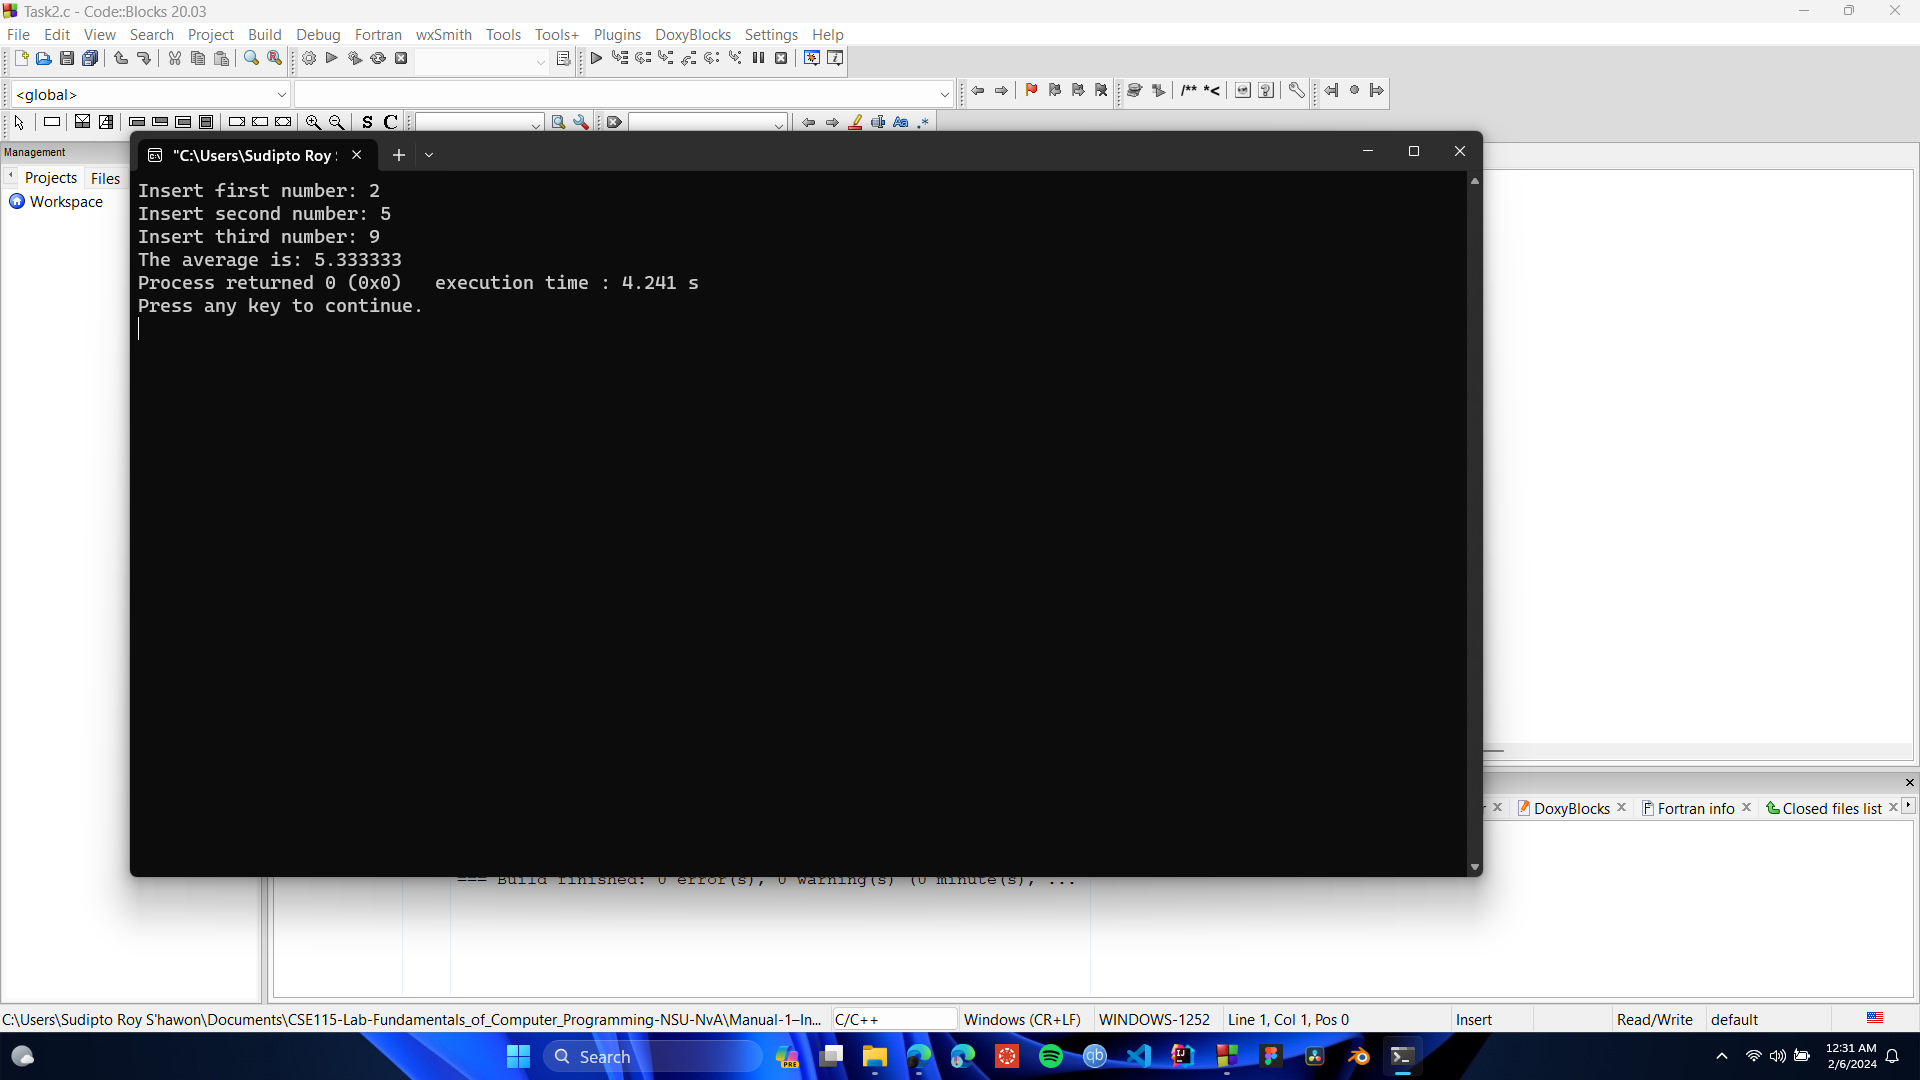 Task2.c - Code::Blocks 20.03
File Edit View Search Project Build Debug Fortran wxSmith Tools Tools+ Plugins DoxyBlocks Settings Help
<global>
/** *<
S C
Aa .*
Management
Projects Files
Workspace
"C:\Users\Sudipto Roy
Insert first number: 2
Insert second number: 5
Insert third number: 9
The average is: 5.333333
Process returned 0 (0x0)   execution time : 4.241 s
Press any key to continue.
DoxyBlocks Fortran info Closed files list
=== Build finished: 0 error(s), 0 warning(s) (0 minute(s), ...
C:\Users\Sudipto Roy S'hawon\Documents\CSE115-Lab-Fundamentals_of_Computer_Programming-NSU-NvA\Manual-1–In... C/C++ Windows (CR+LF) WINDOWS-1252 Line 1, Col 1, Pos 0 Insert Read/Write default
Search
PRE
qb
12:31 AM
2/6/2024